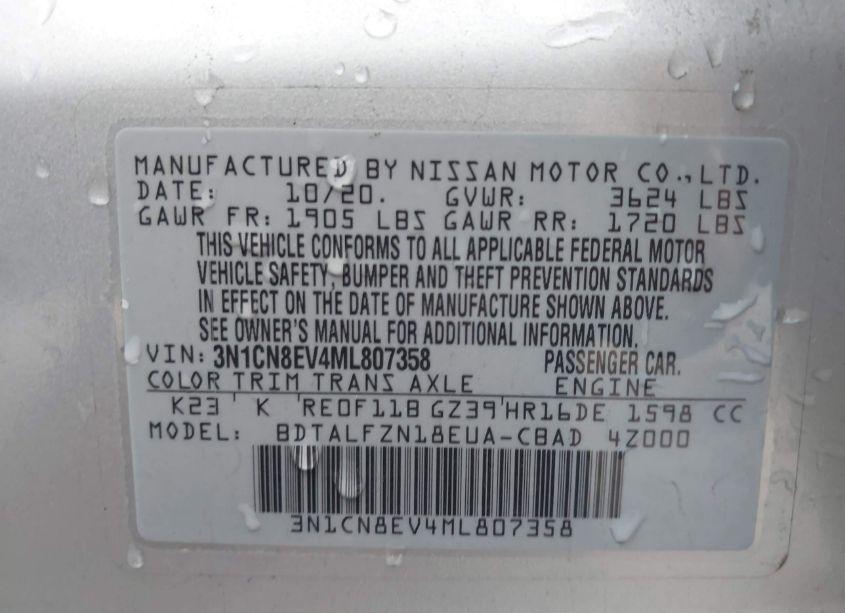 MANUFACTURED BY NISSAN MOTOR CO.,LTD.
DATE: 10/20. GVWR: 3624 LBS
GAWR FR: 1905 LBS GAWR RR: 1720 LBS
THIS VEHICLE CONFORMS TO ALL APPLICABLE FEDERAL MOTOR
VEHICLE SAFETY, BUMPER AND THEFT PREVENTION STANDARDS
IN EFFECT ON THE DATE OF MANUFACTURE SHOWN ABOVE.
SEE OWNER'S MANUAL FOR ADDITIONAL INFORMATION.
VIN: 3N1CN8EV4ML807358 PASSENGER CAR.
COLOR TRIM TRANS AXLE ENGINE
K23 ' K 'RE0F11B GZ39'HR16DE 1598 CC
MODEL: BDTALFZN18EUA-CBAD 4Z000
3N1CN8EV4ML807358